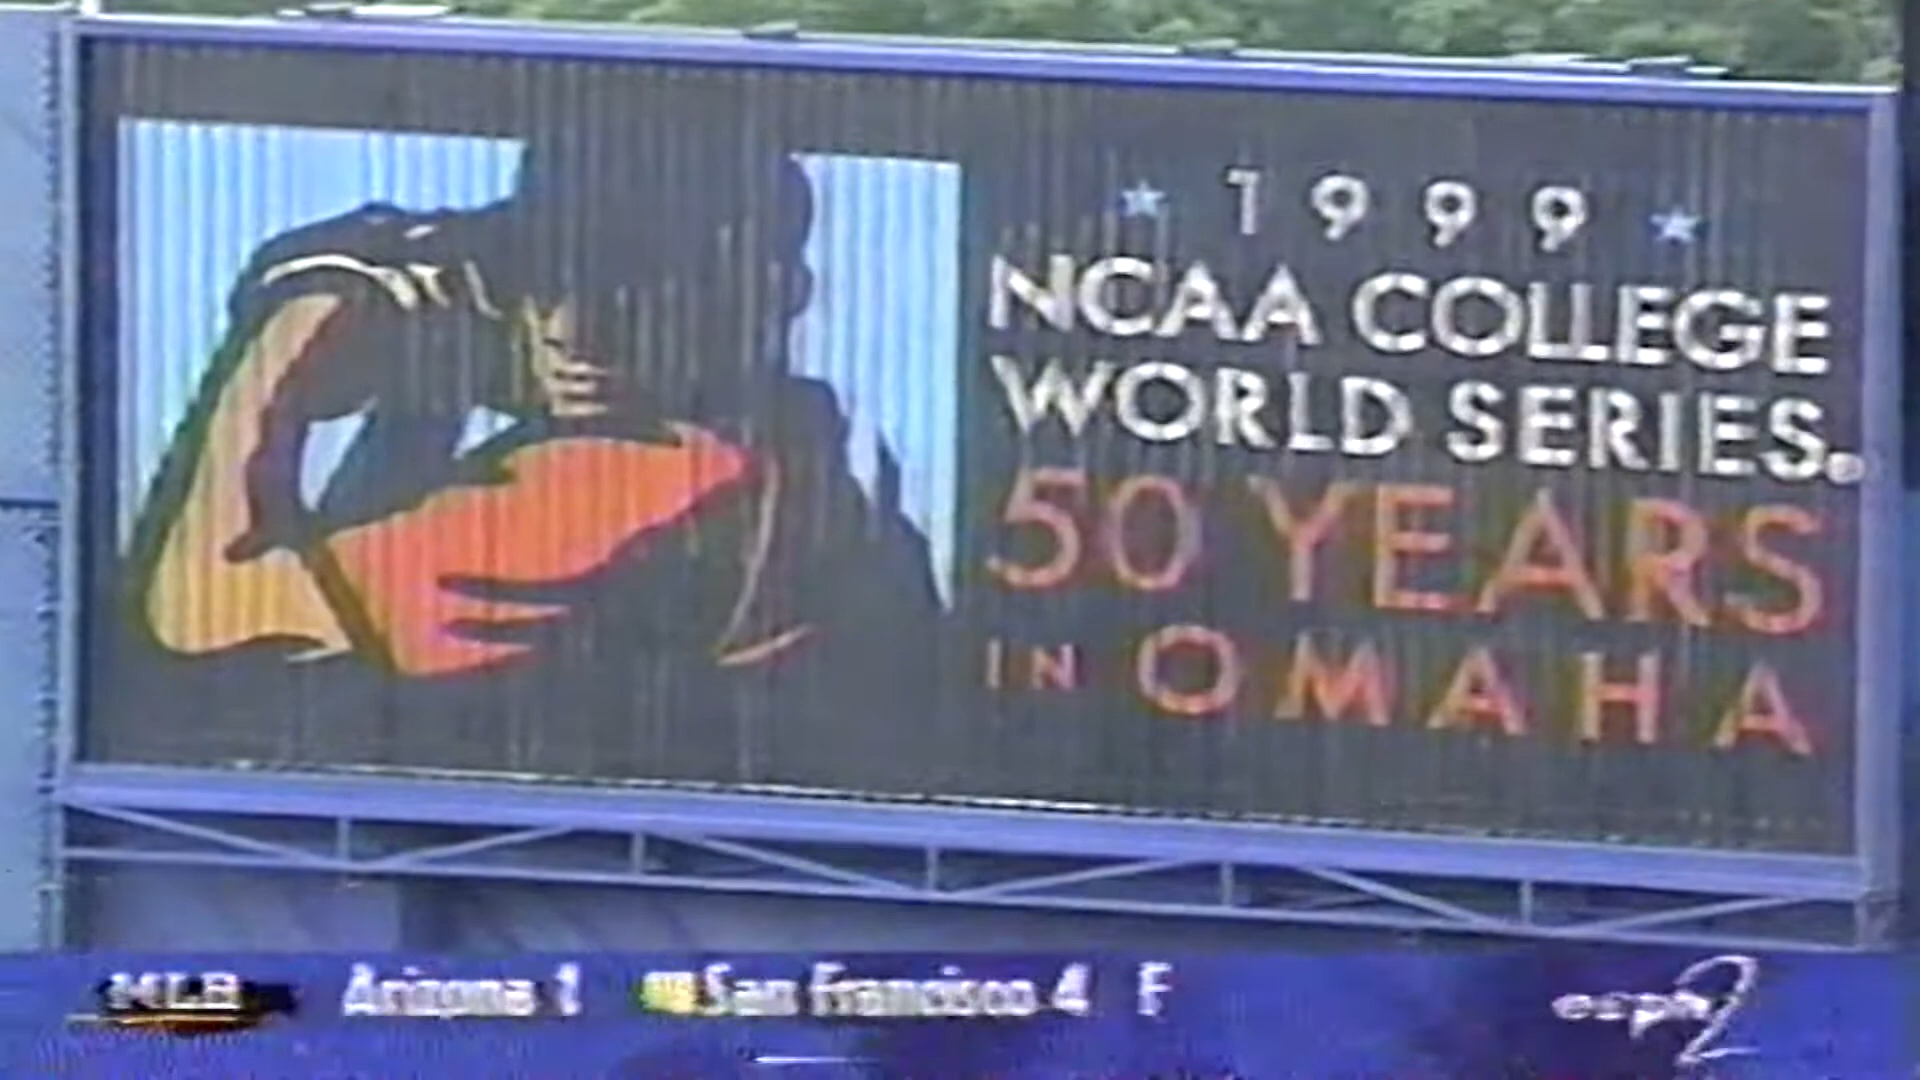 1999
NCAA COLLEGE
WORLD SERIES®
50 YEARS
IN OMAHA
MLB Arizona 1 San Francisco 4 F
espn2